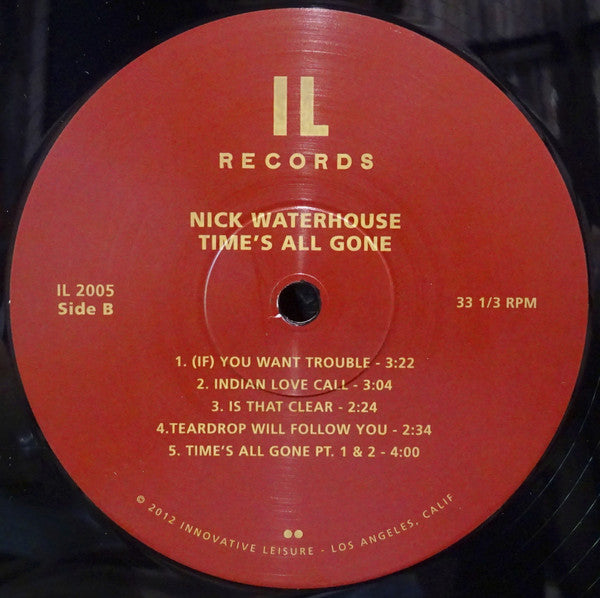 IL
RECORDS
NICK WATERHOUSE
TIME'S ALL GONE
IL 2005
Side B
33 1/3 RPM
1. (IF) YOU WANT TROUBLE - 3:22
2. INDIAN LOVE CALL - 3:04
3. IS THAT CLEAR - 2:24
4.TEARDROP WILL FOLLOW YOU - 2:34
5. TIME'S ALL GONE PT. 1 & 2 - 4:00
© 2012 INNOVATIVE LEISURE - LOS ANGELES, CALIF